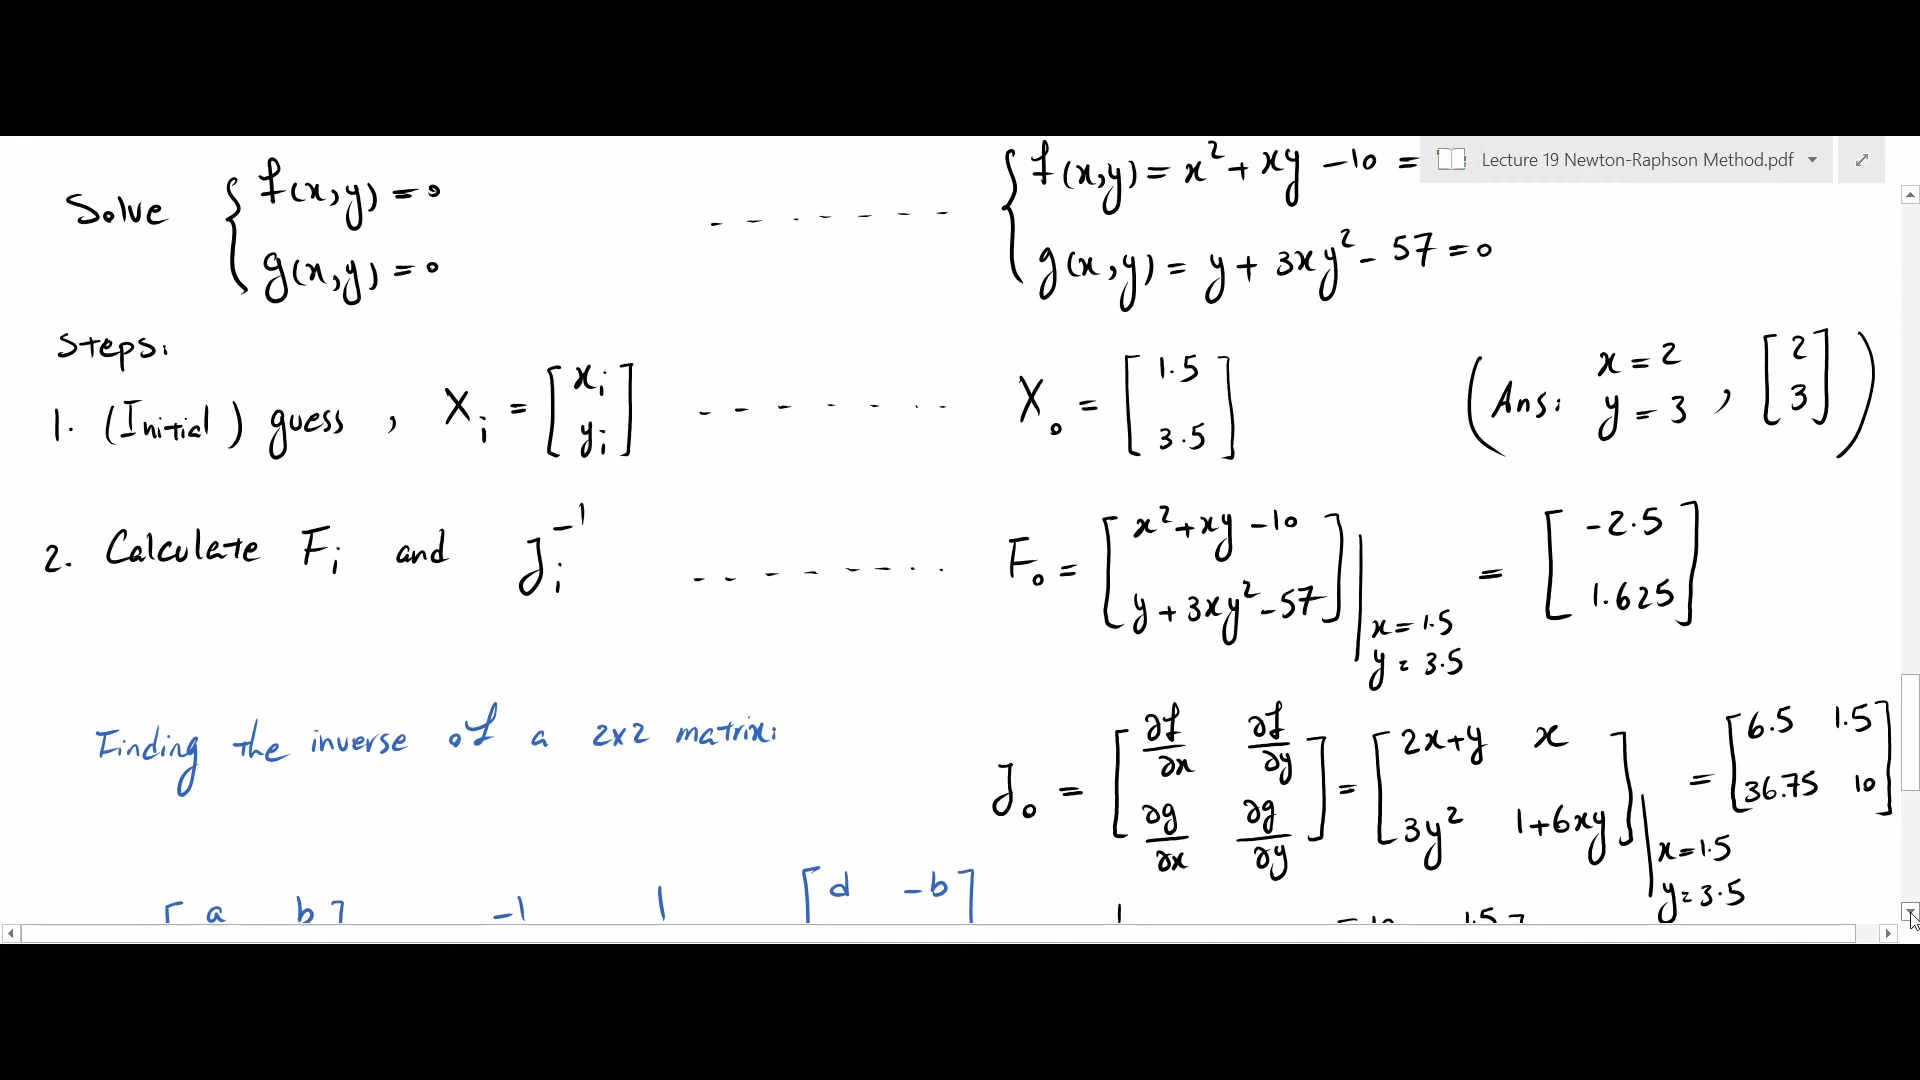 Solve { f(x,y) = 0 - - - - - - - { f(x,y) = x² + xy - 10 =
g(x,y) = 0 g(x,y) = y + 3xy² - 57 = 0
Lecture 19 Newton-Raphson Method.pdf
Steps:
1. (Initial) guess, Xᵢ = [xᵢ yᵢ] - - - - - - - X₀ = [1.5 3.5] (Ans: x = 2 y = 3, [2 3])
2. Calculate Fᵢ and Jᵢ⁻¹ - - - - - - - - F₀ = [x² + xy - 10 y + 3xy² - 57] | x = 1.5 y = 3.5 = [-2.5 1.625]
Finding the inverse of a 2x2 matrix:
J₀ = [∂f/∂x ∂f/∂y ∂g/∂x ∂g/∂y] = [2x+y x 3y² 1+6xy] | x = 1.5 y = 3.5 = [6.5 1.5 36.75 10]
[a b] -1 1 [d -b]